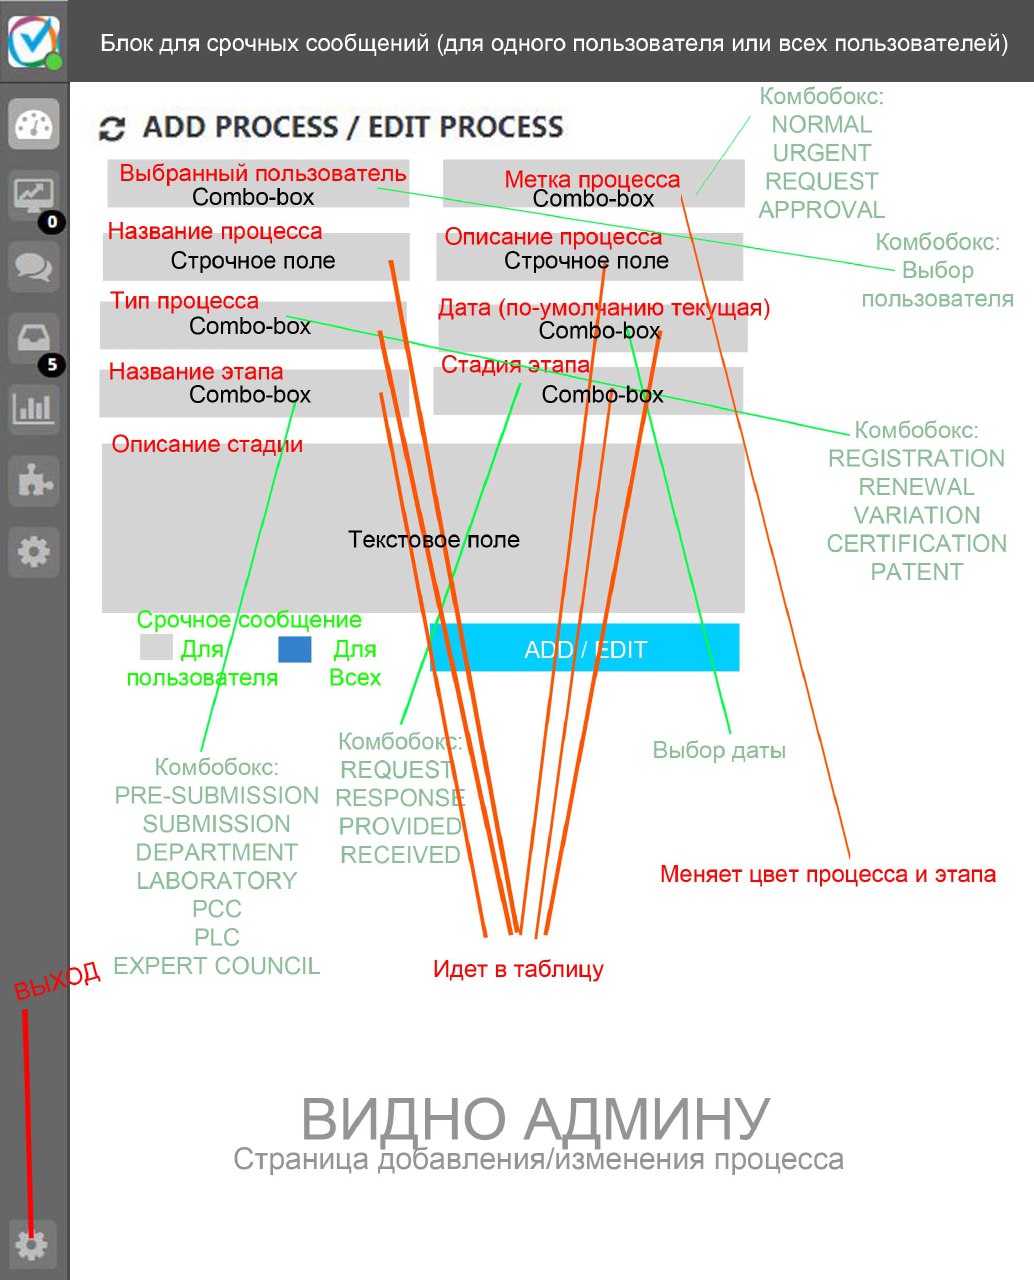 Блок для срочных сообщений (для одного пользователя или всех пользователей)
ADD PROCESS / EDIT PROCESS
Комбобокс:
NORMAL
URGENT
REQUEST
APPROVAL
Выбранный пользователь
Combo-box
Метка процесса
Combo-box
0
Название процесса
Строчное поле
Описание процесса
Строчное поле
Комбобокс:
Выбор
пользователя
Тип процесса
Combo-box
Дата (по-умолчанию текущая)
Combo-box
5
Название этапа
Combo-box
Стадия этапа
Combo-box
Комбобокс:
REGISTRATION
RENEWAL
VARIATION
CERTIFICATION
PATENT
Описание стадии
Текстовое поле
Срочное сообщение
Для
пользователя
Для
Всех
ADD / EDIT
Комбобокс:
PRE-SUBMISSION
SUBMISSION
DEPARTMENT
LABORATORY
PCC
PLC
EXPERT COUNCIL
Комбобокс:
REQUEST
RESPONSE
PROVIDED
RECEIVED
Выбор даты
Меняет цвет процесса и этапа
Идет в таблицу
ВЫХОД
ВИДНО АДМИНУ
Страница добавления/изменения процесса